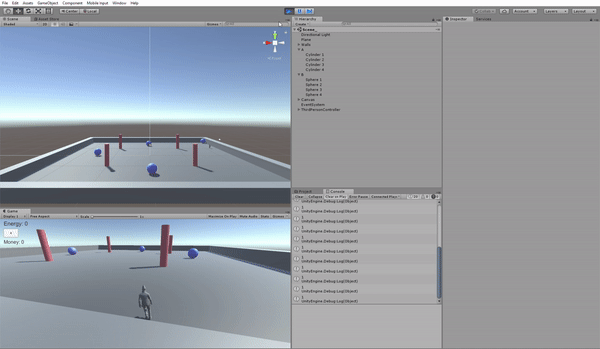 File Edit Assets GameObject Component Mobile Input Window Help
Center Local
Account Layers Layout
Scene Asset Store
Shaded 2D Gizmos
Hierarchy
Create
Scene_
Directional Light
Plane
Walls
A
Cylinder 1
Cylinder 2
Cylinder 3
Cylinder 4
B
Sphere 1
Sphere 2
Sphere 3
Sphere 4
Canvas
EventSystem
ThirdPersonController
Inspector Services
Game
Display 1 Free Aspect Scale 1x Maximize On Play Mute Audio Stats Gizmos
Energy: 0
Money: 0
Project Console
Clear Collapse Clear on Play Error Pause Connected Player
UnityEngine.Debug:Log(Object)
1
UnityEngine.Debug:Log(Object)
1
UnityEngine.Debug:Log(Object)
1
UnityEngine.Debug:Log(Object)
1
UnityEngine.Debug:Log(Object)
1
UnityEngine.Debug:Log(Object)
1
UnityEngine.Debug:Log(Object)
1
UnityEngine.Debug:Log(Object)
1
UnityEngine.Debug:Log(Object)
1
UnityEngine.Debug:Log(Object)
1
UnityEngine.Debug:Log(Object)